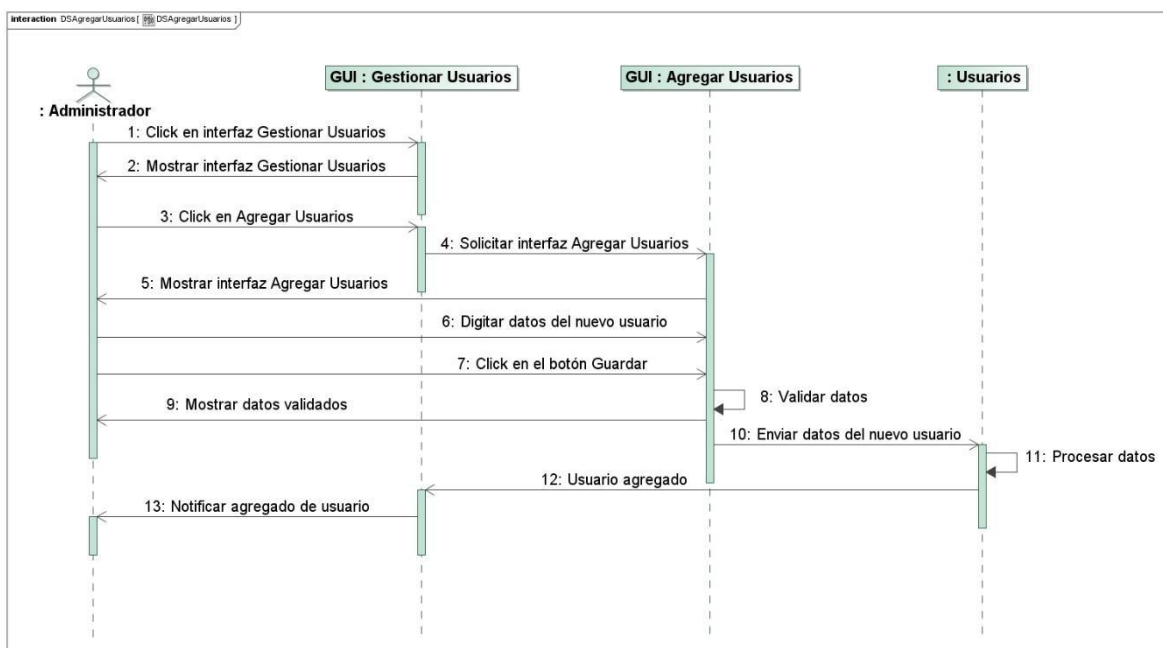 interaction DSAgregarUsuarios[ DSAgregarUsuarios ]
: Administrador
GUI : Gestionar Usuarios
GUI : Agregar Usuarios
: Usuarios
1: Click en interfaz Gestionar Usuarios
2: Mostrar interfaz Gestionar Usuarios
3: Click en Agregar Usuarios
4: Solicitar interfaz Agregar Usuarios
5: Mostrar interfaz Agregar Usuarios
6: Digitar datos del nuevo usuario
7: Click en el botón Guardar
8: Validar datos
9: Mostrar datos validados
10: Enviar datos del nuevo usuario
11: Procesar datos
12: Usuario agregado
13: Notificar agregado de usuario